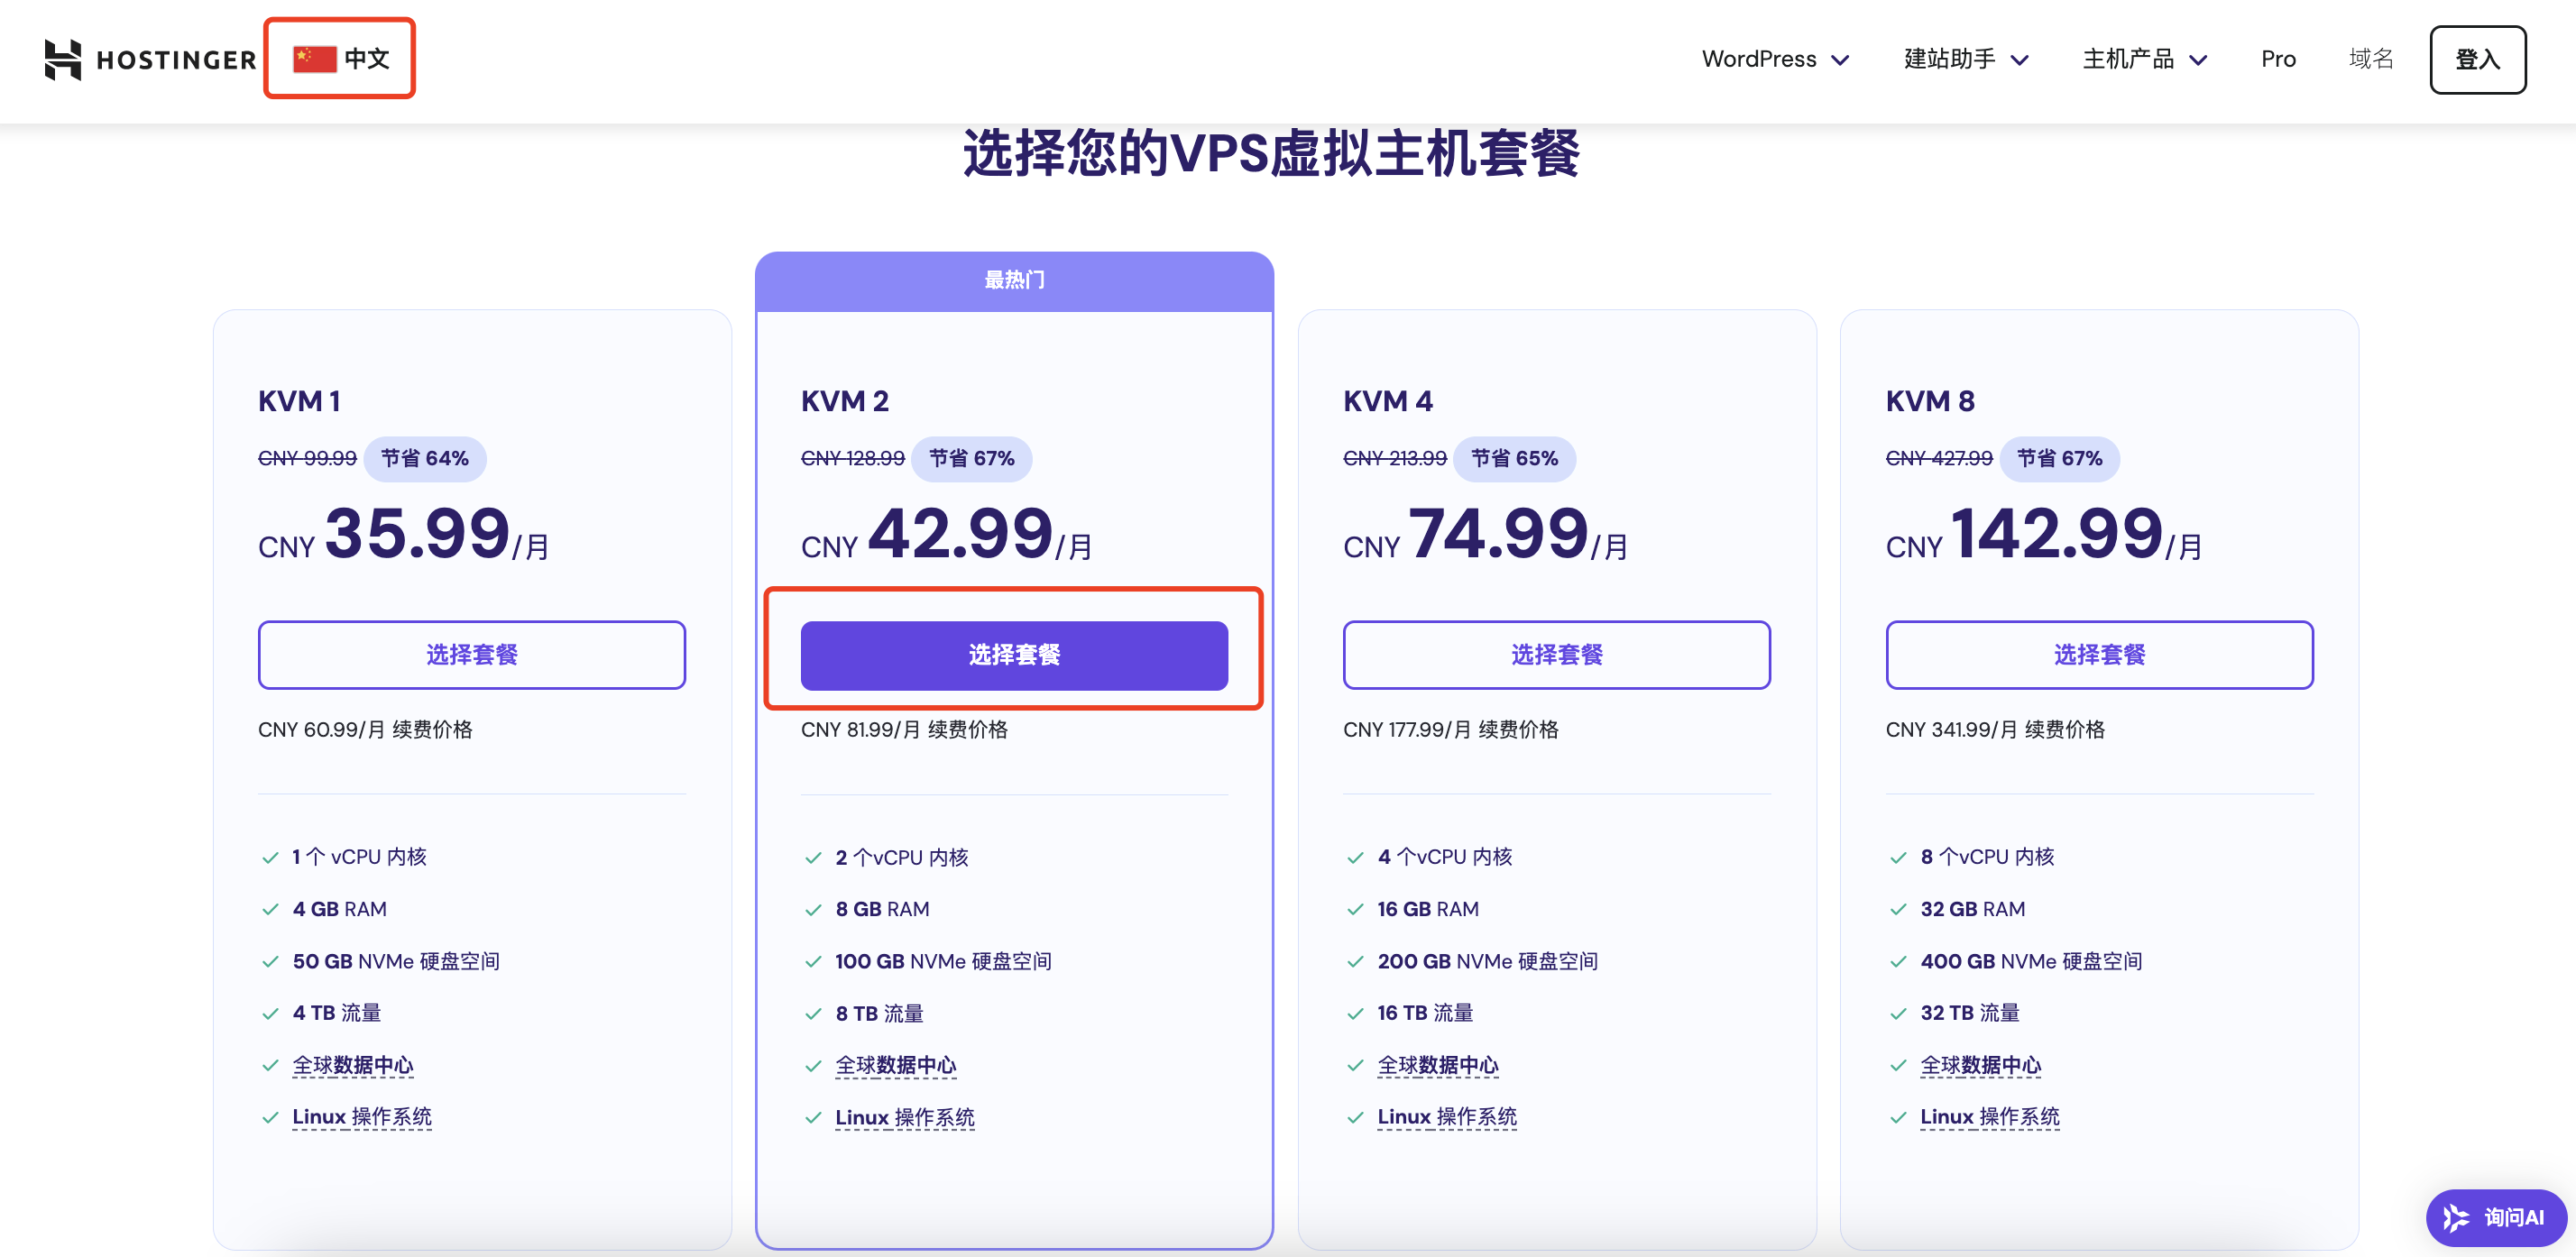 HOSTINGER 中文 WordPress 建站助手 主机产品 Pro 域名 登入
选择您的VPS虚拟主机套餐
KVM 1
CNY 99.99 节省 64%
CNY 35.99/月
选择套餐
CNY 60.99/月 续费价格
1 个 vCPU 内核
4 GB RAM
50 GB NVMe 硬盘空间
4 TB 流量
全球数据中心
Linux 操作系统
最热门
KVM 2
CNY 128.99 节省 67%
CNY 42.99/月
选择套餐
CNY 81.99/月 续费价格
2 个vCPU 内核
8 GB RAM
100 GB NVMe 硬盘空间
8 TB 流量
全球数据中心
Linux 操作系统
KVM 4
CNY 213.99 节省 65%
CNY 74.99/月
选择套餐
CNY 177.99/月 续费价格
4 个vCPU 内核
16 GB RAM
200 GB NVMe 硬盘空间
16 TB 流量
全球数据中心
Linux 操作系统
KVM 8
CNY 427.99 节省 67%
CNY 142.99/月
选择套餐
CNY 341.99/月 续费价格
8 个vCPU 内核
32 GB RAM
400 GB NVMe 硬盘空间
32 TB 流量
全球数据中心
Linux 操作系统
询问AI